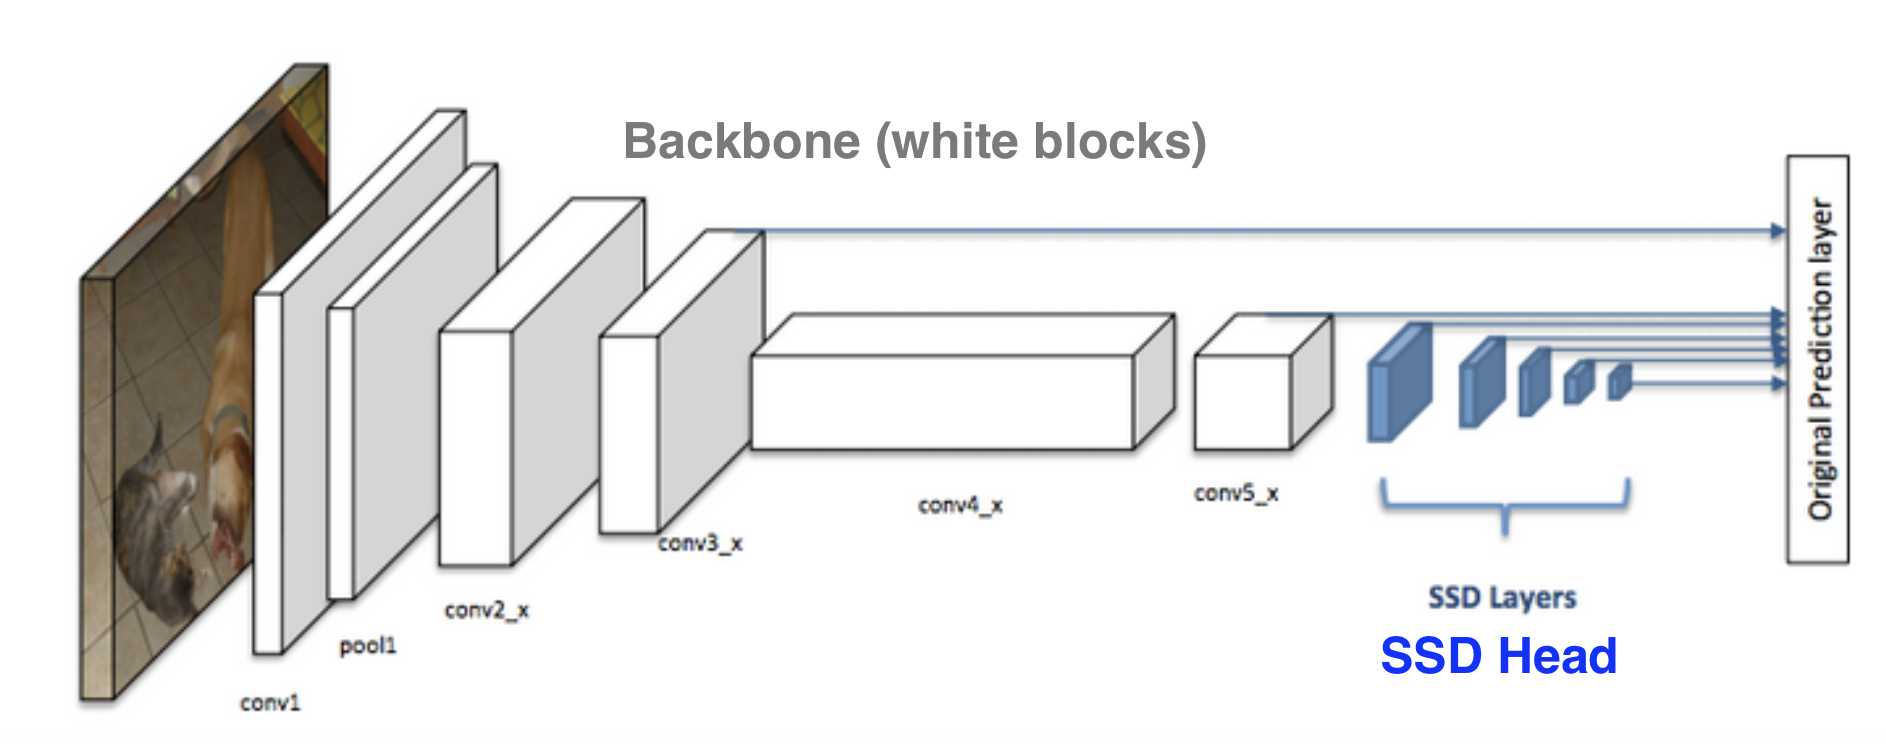 Backbone (white blocks)
conv1
pool1
conv2_x
conv3_x
conv4_x
conv5_x
SSD Layers
SSD Head
Original Prediction layer